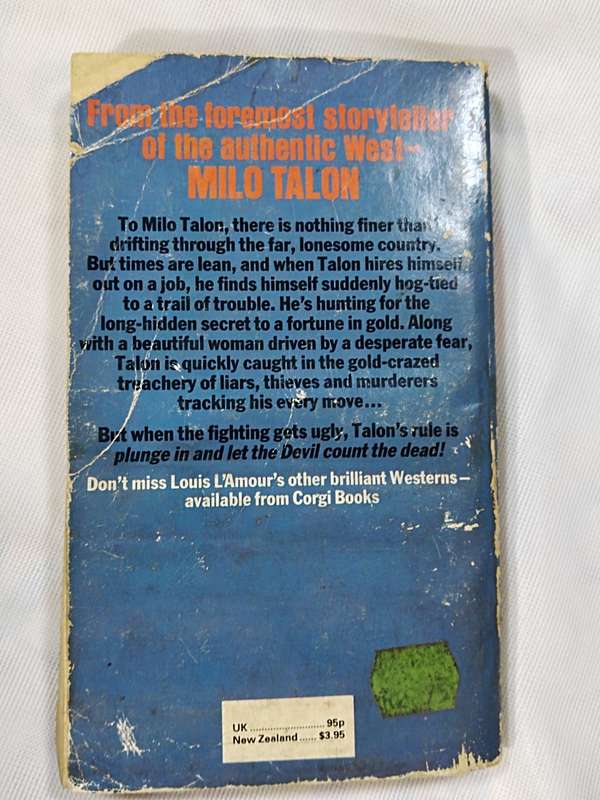 From the foremost storyteller
of the authentic West—
MILO TALON
To Milo Talon, there is nothing finer than
drifting through the far, lonesome country.
But times are lean, and when Talon hires himself
out on a job, he finds himself suddenly hog-tied
to a trail of trouble. He's hunting for the
long-hidden secret to a fortune in gold. Along
with a beautiful woman driven by a desperate fear,
Talon is quickly caught in the gold-crazed
treachery of liars, thieves and murderers
tracking his every move...
But when the fighting gets ugly, Talon's rule is
plunge in and let the Devil count the dead!
Don't miss Louis L'Amour's other brilliant Westerns—
available from Corgi Books
UK .......................... 95p
New Zealand ...... $3.95